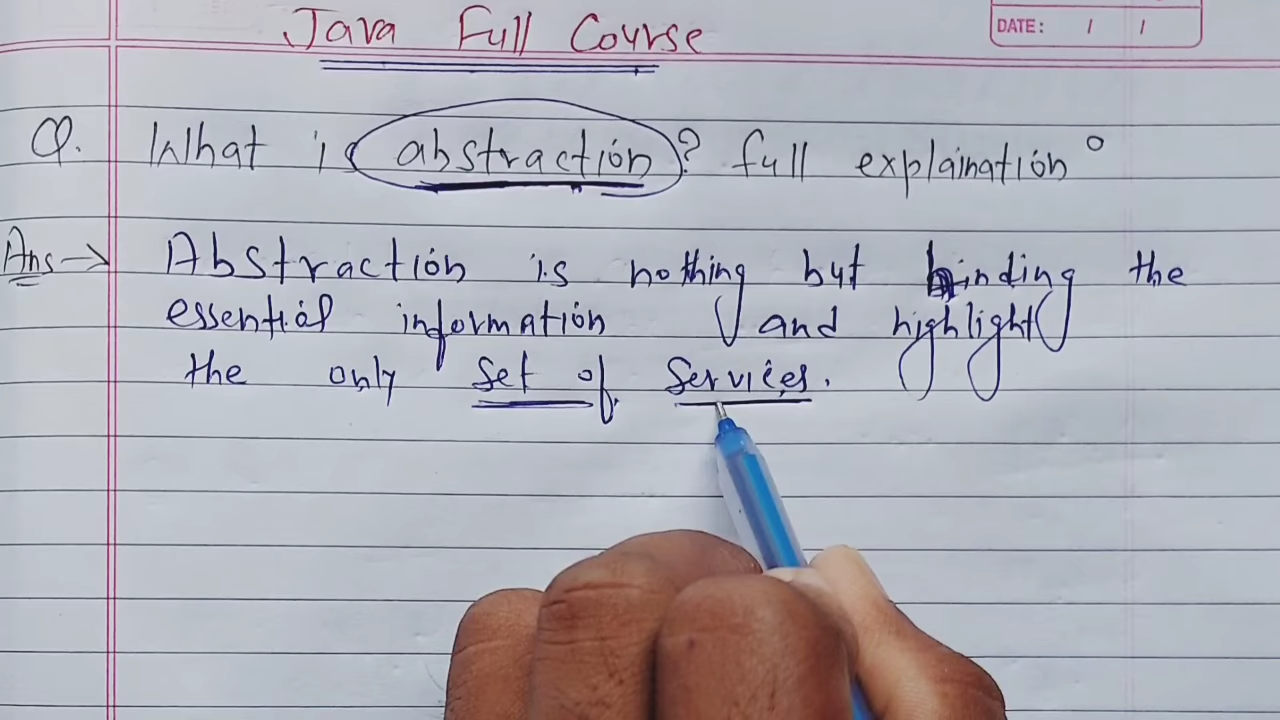 Java Full Course
DATE: / /
Q. What is abstraction? full explaination
Ans → Abstraction is nothing but binding the
essential information and highlight
the only Set of Services.